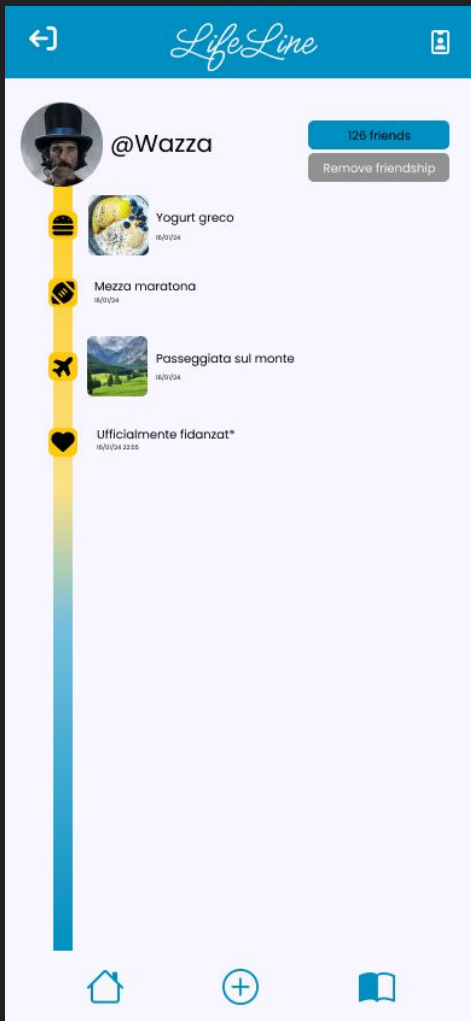 LifeLine
@Wazza
126 friends
Remove friendship
Yogurt greco
16/01/24
Mezza maratona
16/01/24
Passeggiata sul monte
16/01/24
Ufficialmente fidanzat*
16/01/24 22:55